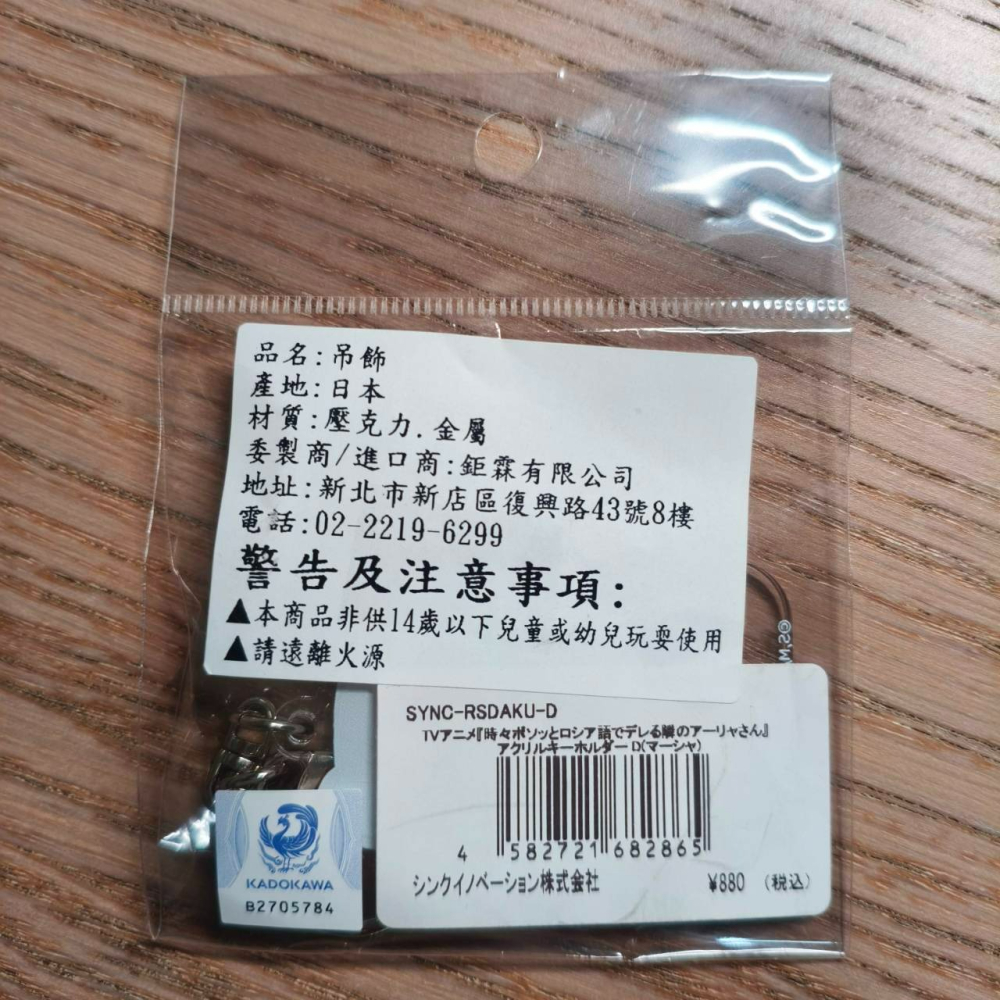 品名:吊飾
產地:日本
材質:壓克力.金屬
委製商/進口商:鉅霖有限公司
地址:新北市新店區復興路43號8樓
電話:02-2219-6299
警告及注意事項:
▲本商品非供14歲以下兒童或幼兒玩耍使用
▲請遠離火源
©S.M
SYNC-RSDAKU-D
TVアニメ『時々ボソッとロシア語でデレる隣のアーリャさん』
アクリルキーホルダー D(マーシャ)
4 582721 682865
シンクイノベーション株式会社 ¥880 (税込)
KADOKAWA
B2705784